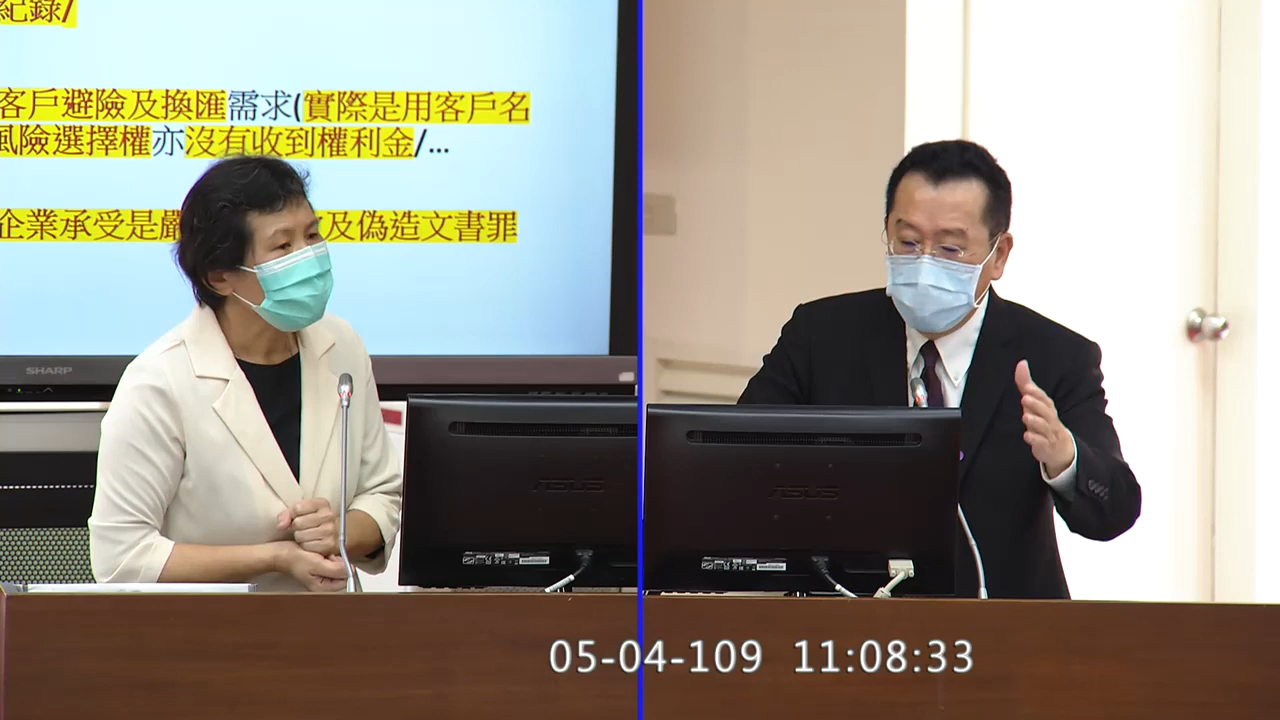 紀錄/
客戶避險及換匯需求(實際是用客戶名
風險選擇權亦沒有收到權利金/...
企業承受是嚴
及偽造文書罪
SHARP
ASUS
ASUS
05-04-109 11:08:33